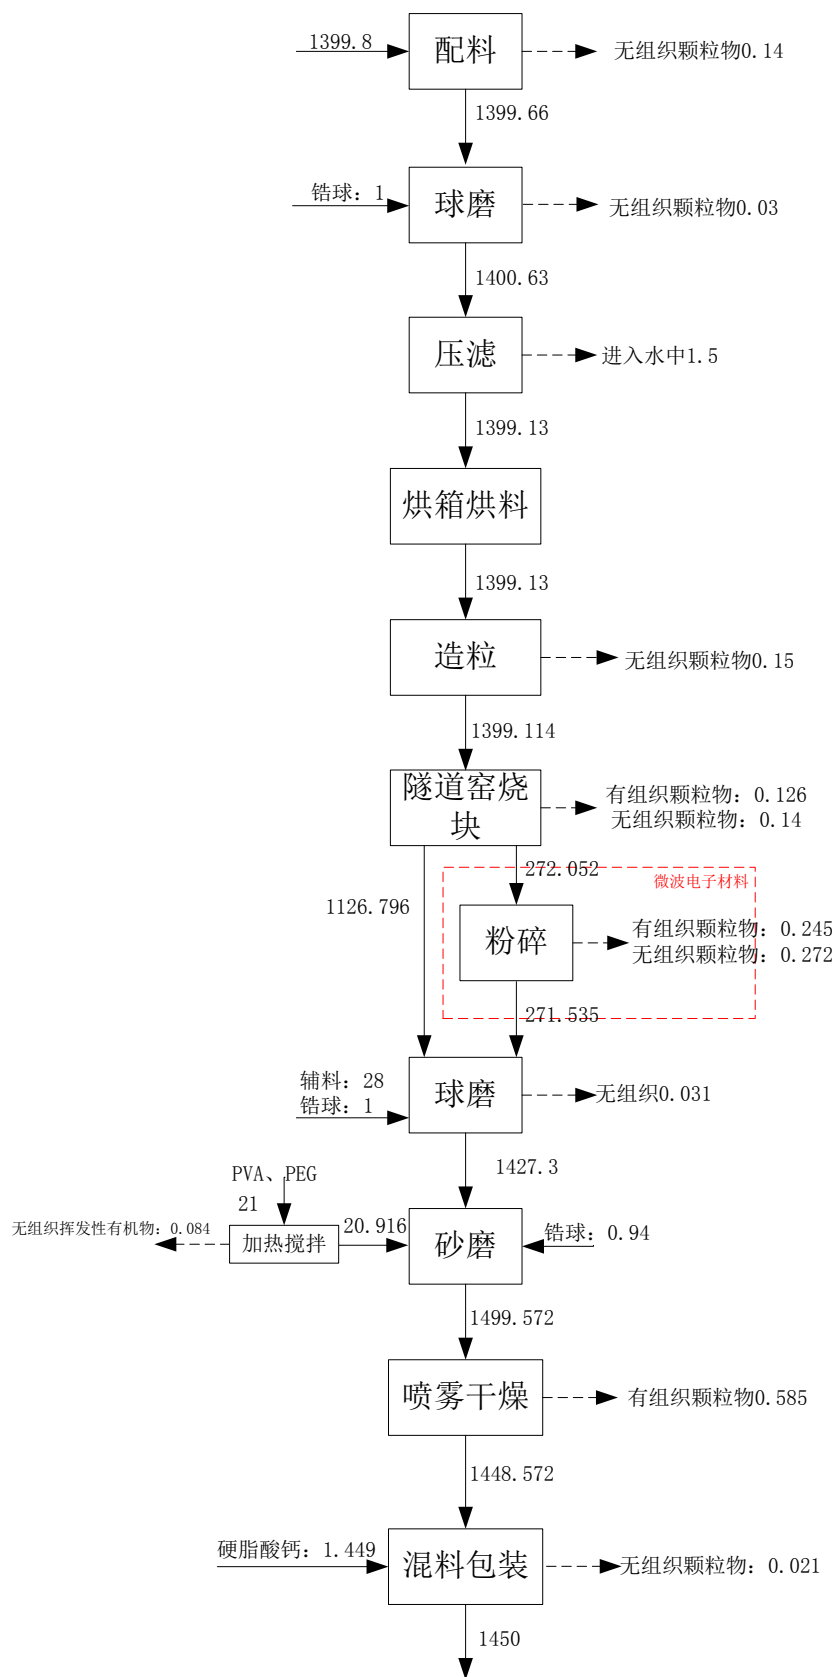 1399.8
配料
无组织颗粒物0.14
1399.66
锆球：1
球磨
无组织颗粒物0.03
1400.63
压滤
进入水中1.5
1399.13
烘箱烘料
1399.13
造粒
无组织颗粒物0.15
1399.114
隧道窑烧
块
有组织颗粒物：0.126
无组织颗粒物：0.14
272.052
微波电子材料
1126.796
粉碎
有组织颗粒物：0.245
无组织颗粒物：0.272
271.535
辅料：28
锆球：1
球磨
无组织0.031
1427.3
PVA、PEG
21
无组织挥发性有机物：0.084
加热搅拌
20.916
砂磨
锆球：0.94
1499.572
喷雾干燥
有组织颗粒物0.585
1448.572
硬脂酸钙：1.449
混料包装
无组织颗粒物：0.021
1450